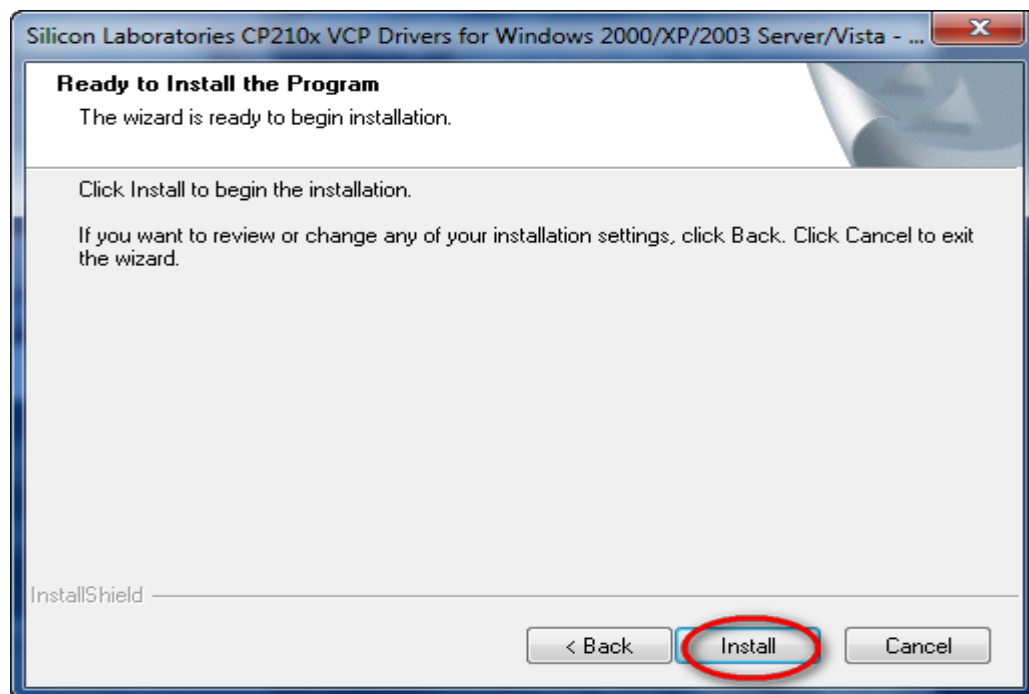 Silicon Laboratories CP210x VCP Drivers for Windows 2000/XP/2003 Server/Vista - ...
Ready to Install the Program
The wizard is ready to begin installation.
Click Install to begin the installation.
If you want to review or change any of your installation settings, click Back. Click Cancel to exit
the wizard.
InstallShield
< Back Install Cancel